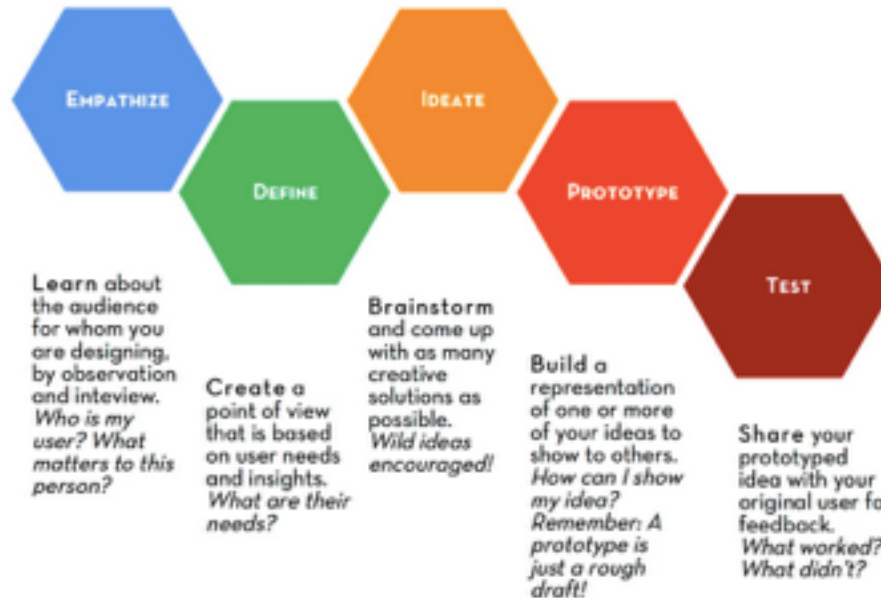 EMPATHIZE
DEFINE
IDEATE
PROTOTYPE
TEST
Learn about
the audience
for whom you
are designing,
by observation
and inteview.
Who is my
user? What
matters to this
person?
Create a
point of view
that is based
on user needs
and insights.
What are their
needs?
Brainstorm
and come up
with as many
creative
solutions as
possible.
Wild ideas
encouraged!
Build a
representation
of one or more
of your ideas to
show to others.
How can I show
my idea?
Remember: A
prototype is
just a rough
draft!
Share your
prototyped
idea with your
original user fo
feedback.
What worked?
What didn't?